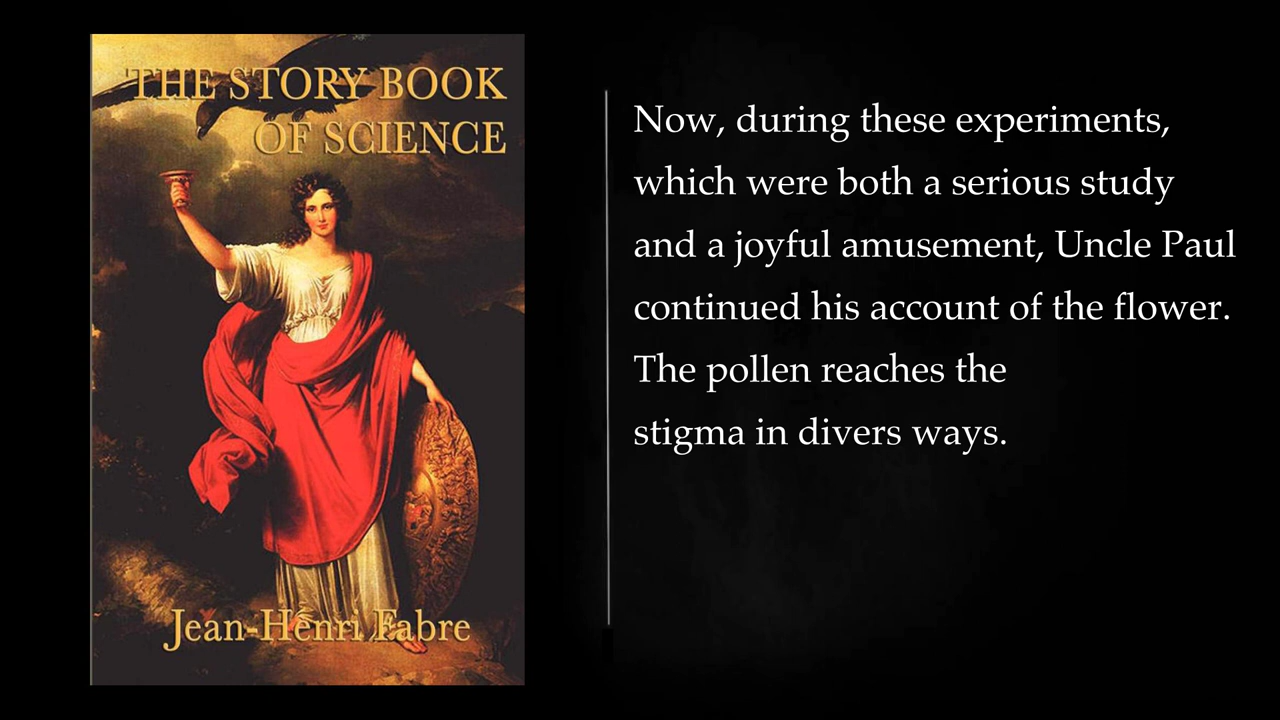 THE STORY BOOK
OF SCIENCE
Jean-Henri Fabre
Now, during these experiments,
which were both a serious study
and a joyful amusement, Uncle Paul
continued his account of the flower.
The pollen reaches the
stigma in divers ways.